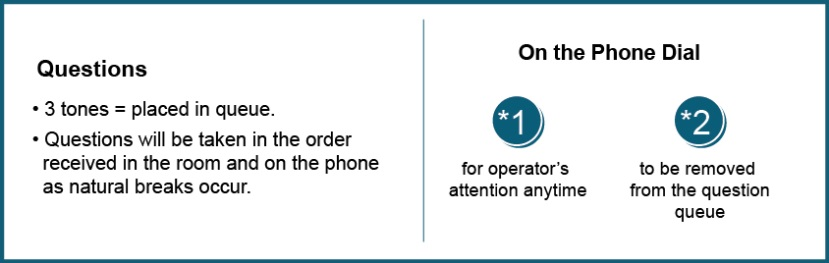 Questions
• 3 tones = placed in queue.
• Questions will be taken in the order
received in the room and on the phone
as natural breaks occur.
On the Phone Dial
*1
for operator's
attention anytime
*2
to be removed
from the question
queue